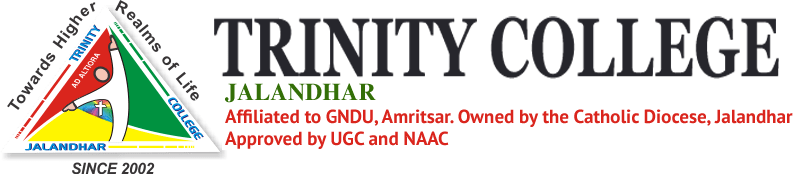 Towards Higher Realms of Life
TRINITY
AD ALTIORA
COLLEGE
JALANDHAR
SINCE 2002
TRINITY COLLEGE
JALANDHAR
Affiliated to GNDU, Amritsar. Owned by the Catholic Diocese, Jalandhar
Approved by UGC and NAAC